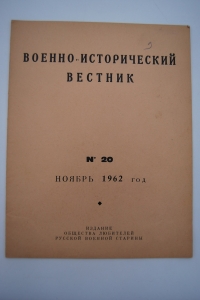 ВОЕННО-ИСТОРИЧЕСКИЙ
ВЕСТНИК
№ 20
НОЯБРЬ 1962 год
ИЗДАНИЕ
ОБЩЕСТВА ЛЮБИТЕЛЕЙ
РУССКОЙ ВОЕННОЙ СТАРИНЫ